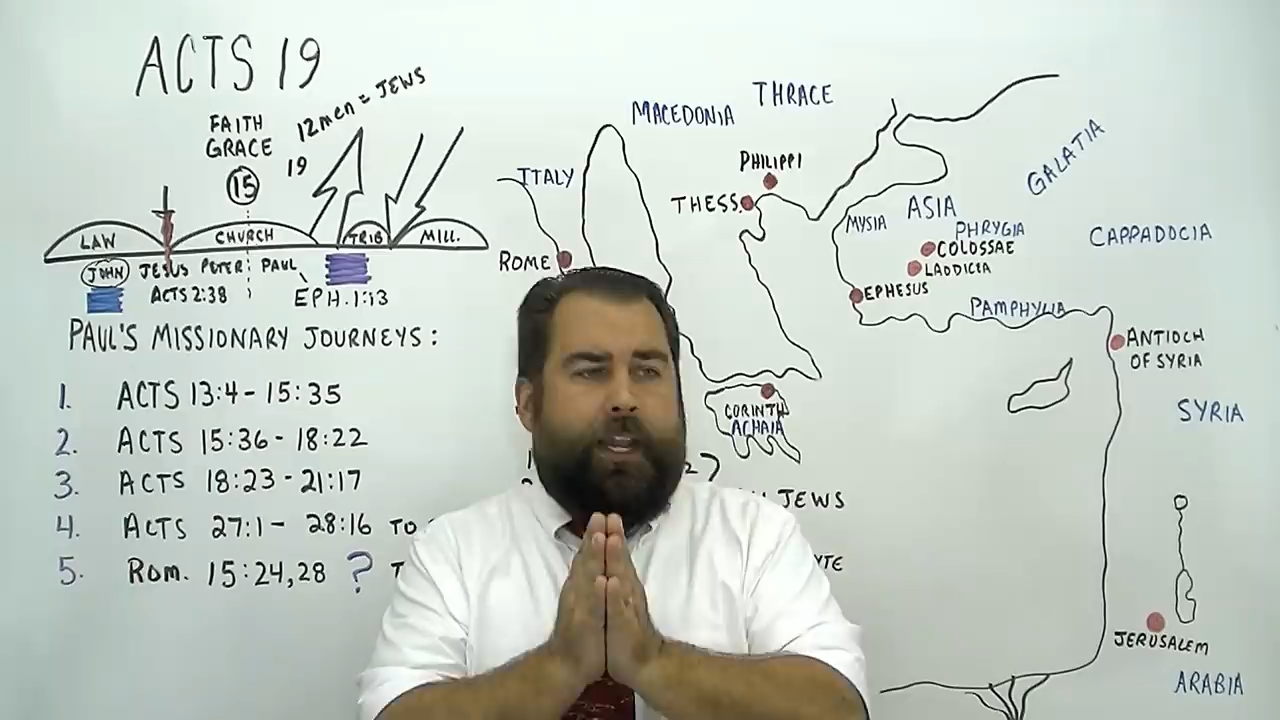 ACTS 19
12 men = JEWS
19
FAITH
GRACE
15
LAW
CHURCH
TRIB
MILL.
JOHN JESUS PETER PAUL
ACTS 2:38
EPH. 1:13
PAUL'S MISSIONARY JOURNEYS:
1. ACTS 13:4 - 15:35
2. ACTS 15:36 - 18:22
3. ACTS 18:23 - 21:17
4. ACTS 27:1 - 28:16 TO
5. Rom. 15:24,28 ?
MACEDONIA
THRACE
ITALY
PHILIPPI
THESS.
ROME
GALATIA
MYSIA
ASIA
PHRYGIA
COLOSSAE
LAODICIA
CAPPADOCIA
EPHESUS
PAMPHYLIA
ANTIOCH
OF SYRIA
CORINTH
ACHAIA
SYRIA
JEWS
JERUSALEM
ARABIA